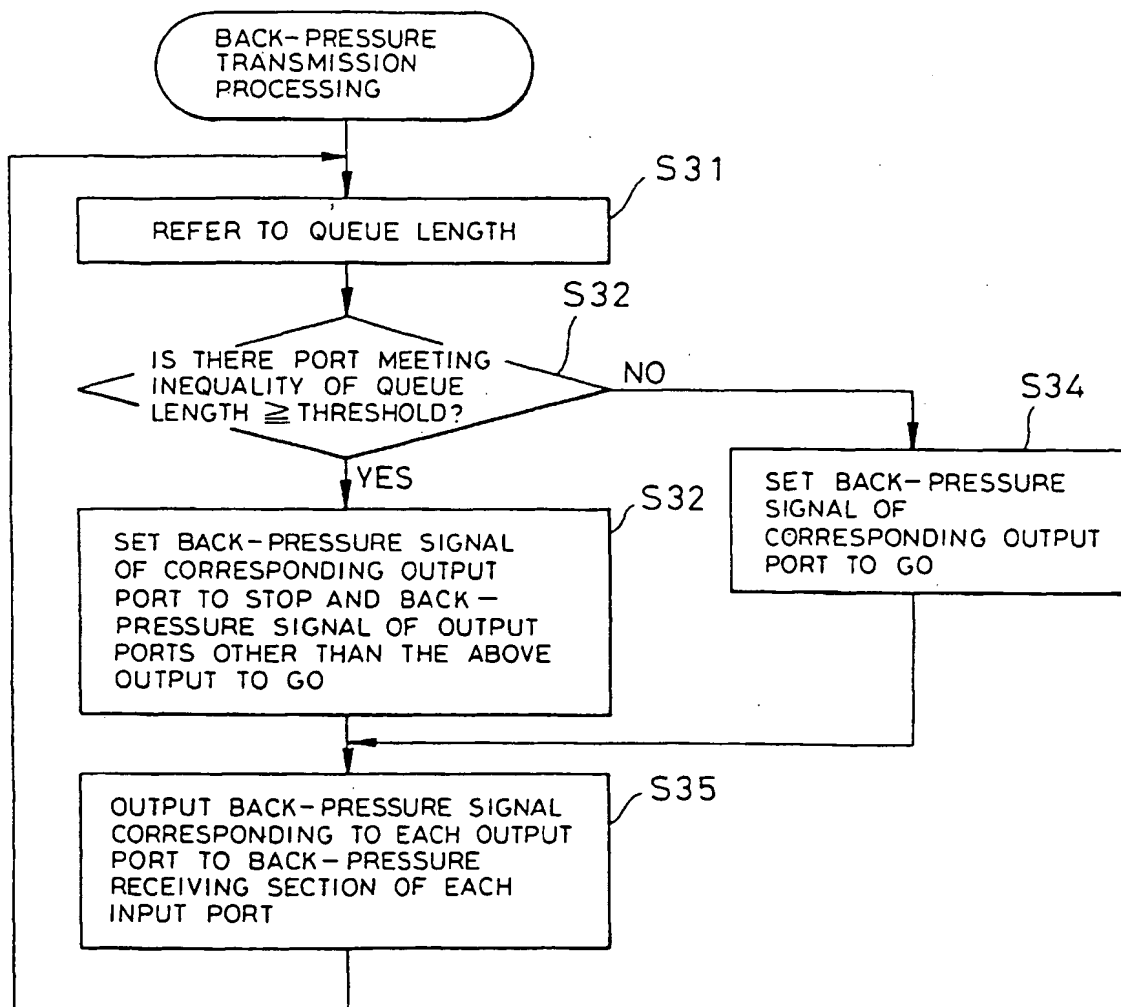 BACK-PRESSURE
TRANSMISSION
PROCESSING
S31
REFER TO QUEUE LENGTH
S32
IS THERE PORT MEETING
INEQUALITY OF QUEUE
LENGTH ≧ THRESHOLD?
NO
YES
S34
SET BACK-PRESSURE
SIGNAL OF
CORRESPONDING OUTPUT
PORT TO GO
S32
SET BACK-PRESSURE SIGNAL
OF CORRESPONDING OUTPUT
PORT TO STOP AND BACK-
PRESSURE SIGNAL OF OUTPUT
PORTS OTHER THAN THE ABOVE
OUTPUT TO GO
S35
OUTPUT BACK-PRESSURE SIGNAL
CORRESPONDING TO EACH OUTPUT
PORT TO BACK-PRESSURE
RECEIVING SECTION OF EACH
INPUT PORT